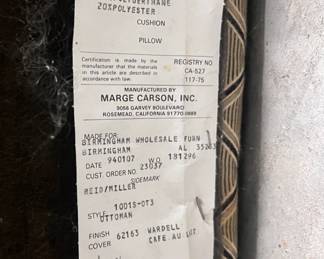 20%POLYESTER
CUSHION
PILLOW
Certification is made by the
manufacturer that the materials
in this article are described in
accordance with law.
REGISTRY NO
CA-527
117-75
MANUFACTURED BY
MARGE CARSON, INC.
9056 GARVEY BOULEVARD
ROSEMEAD, CALIFORNIA 91770-0889
MADE FOR:
BIRMINGHAM WHOLESALE FURN
BIRMINGHAM AL
DATE 940107 W.O. 181296
CUST. ORDER NO. 23037
SIDEMARK
REID/MILLER
STYLE 1001S-OT3
OTTOMAN
FINISH 62163 WARDELL
COVER CAFE AU LIT